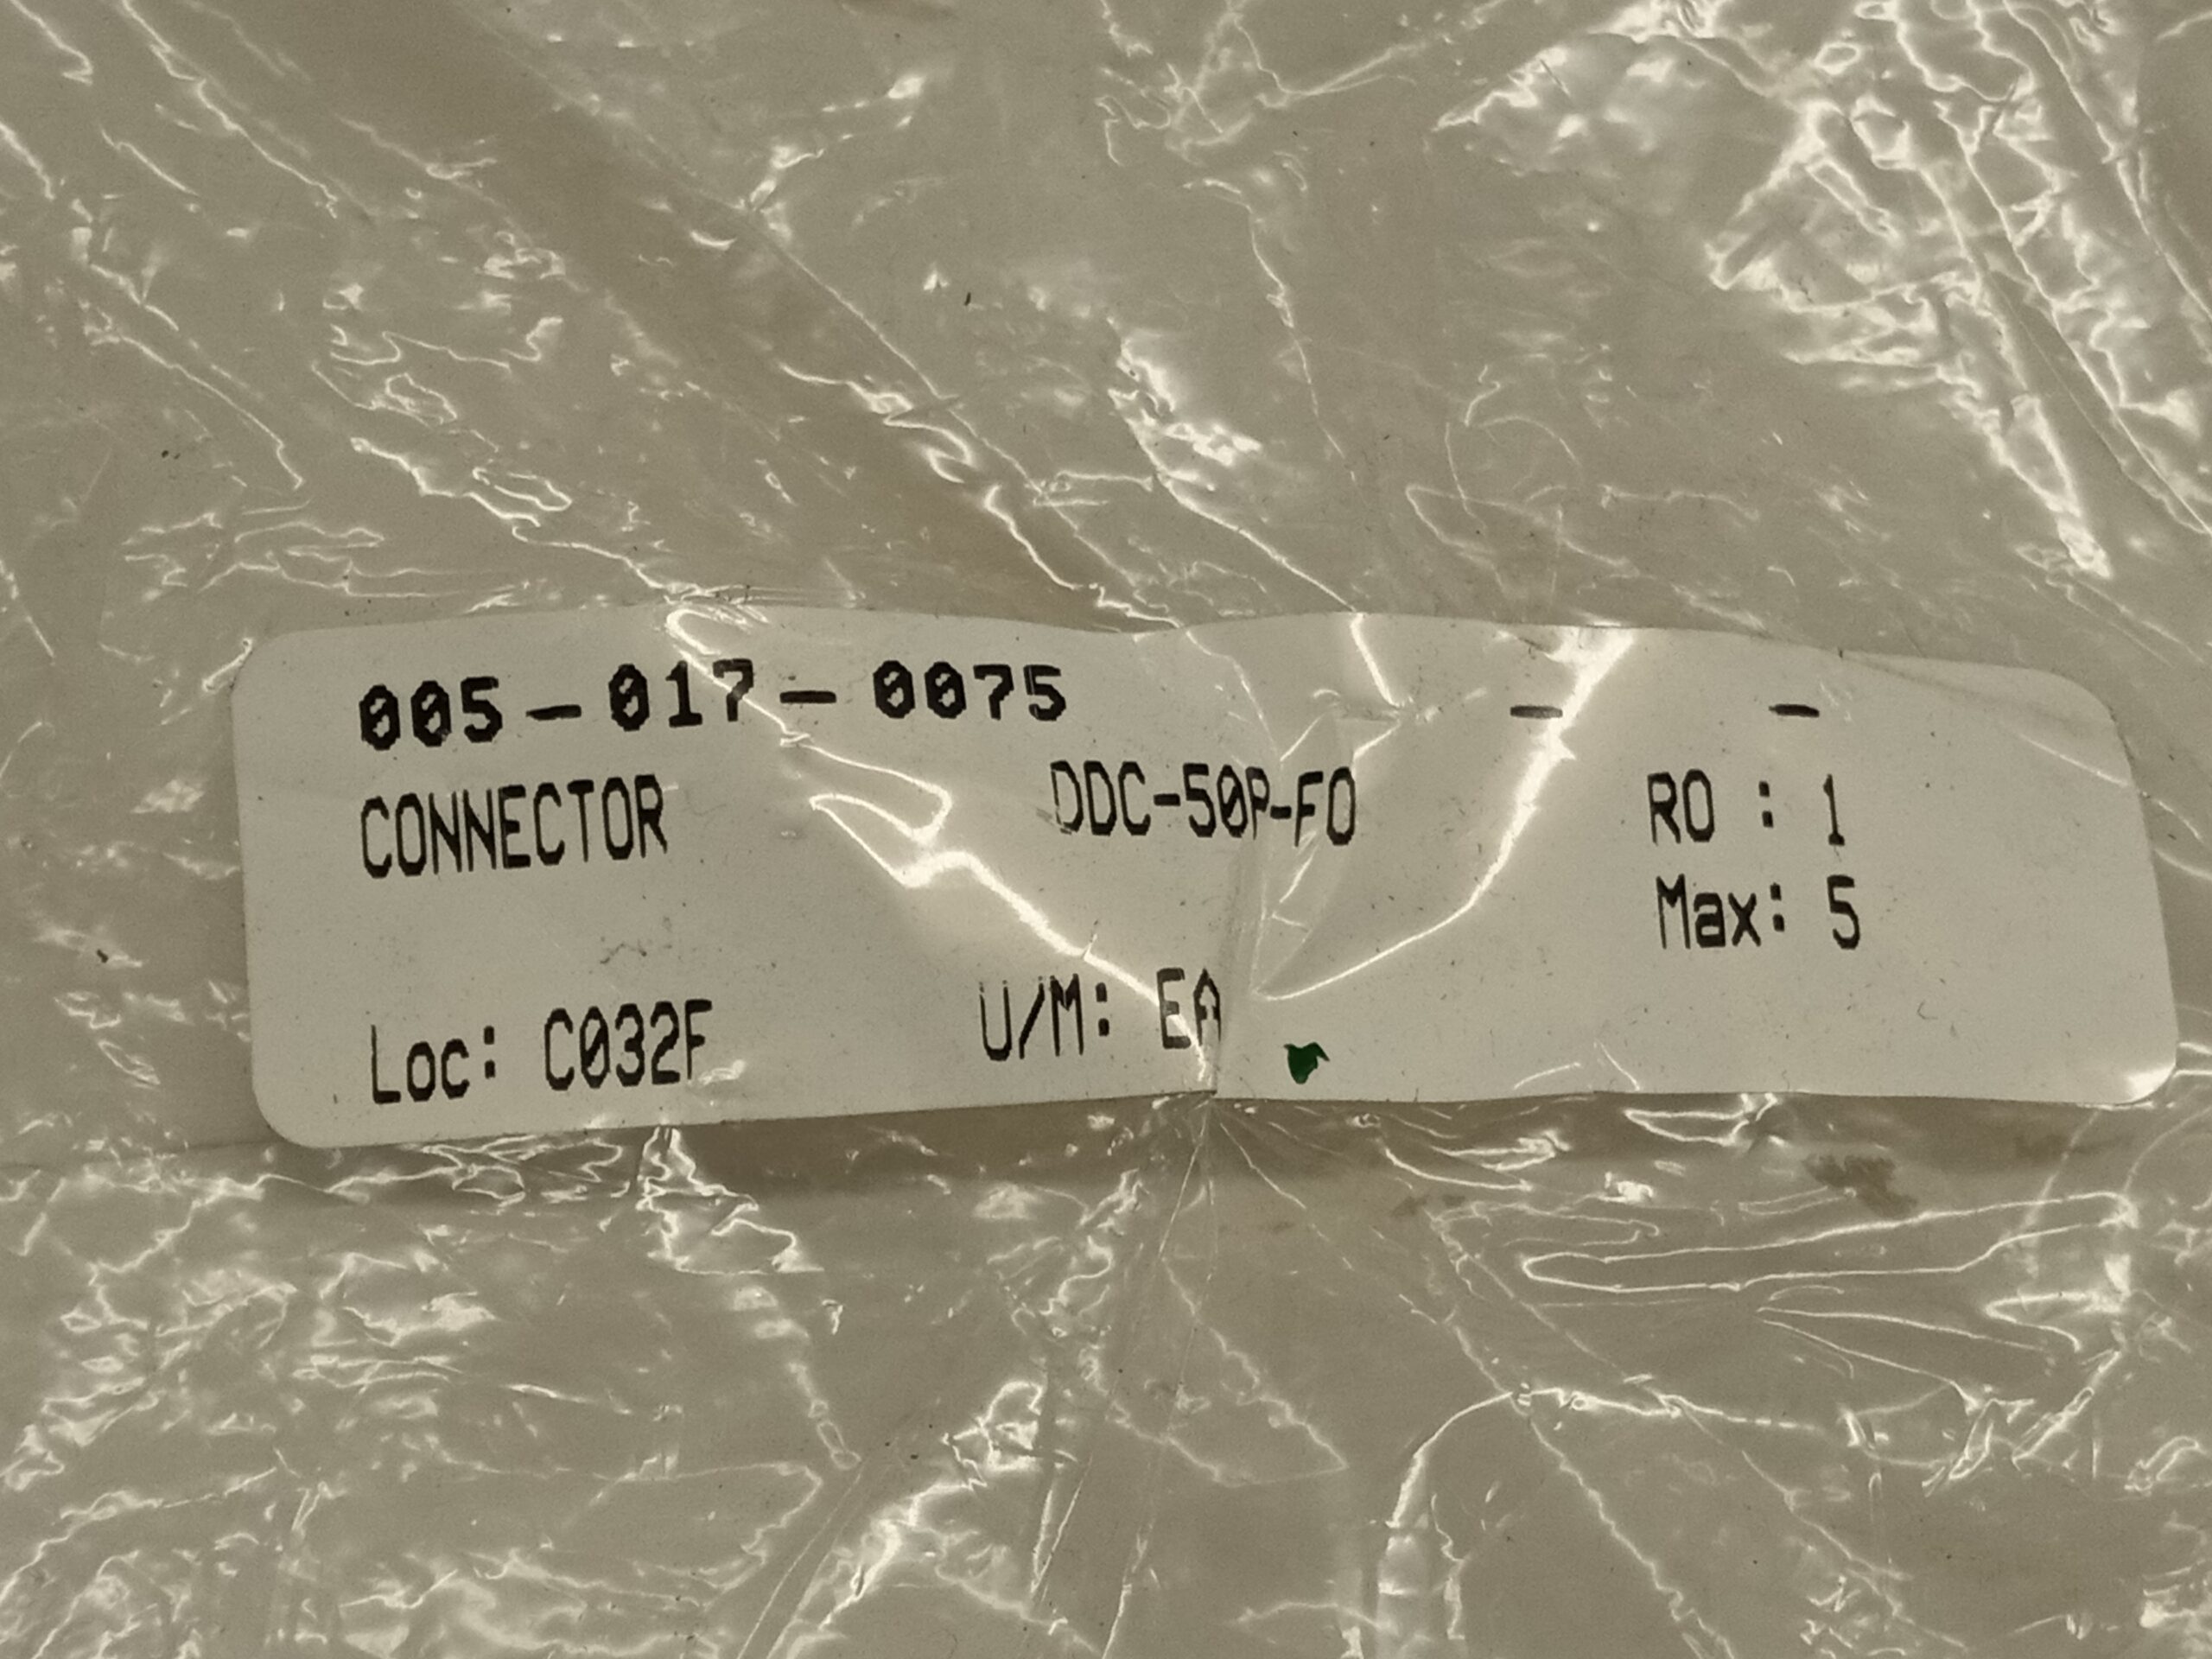 005-017-0075 - -
CONNECTOR DDC-50P-FO RO : 1
Max: 5
Loc: C032F U/M: EA